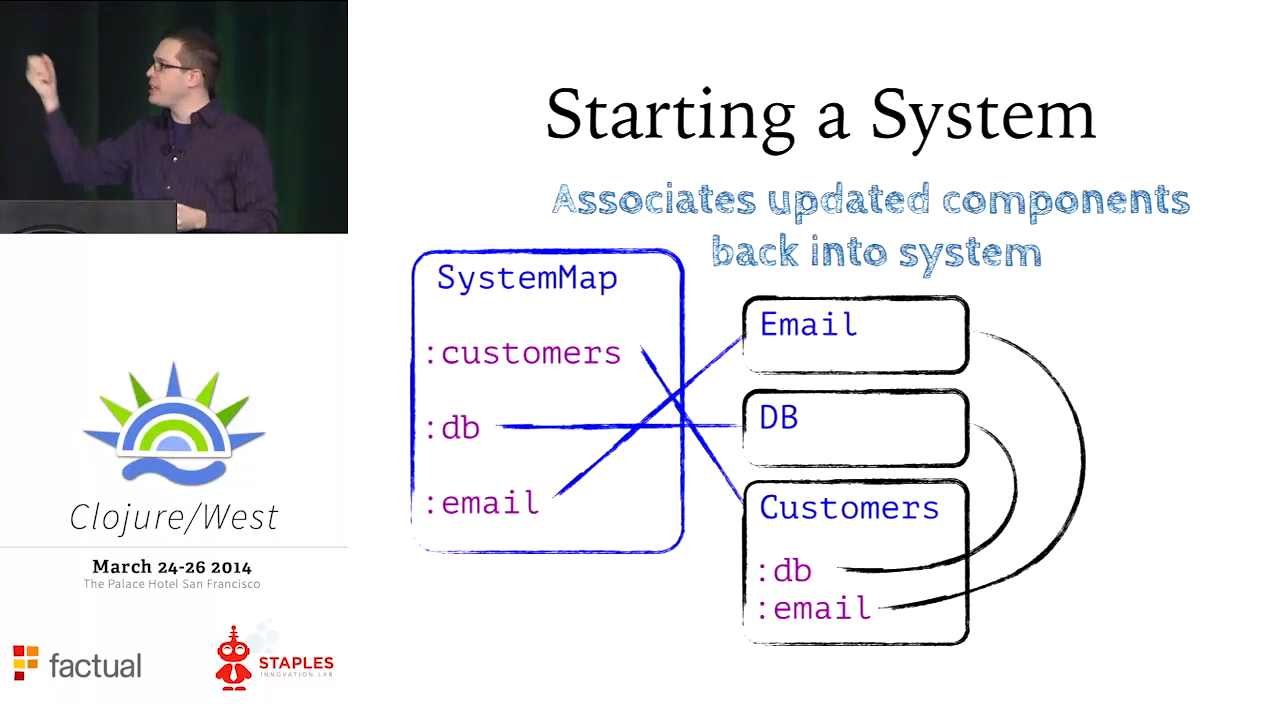 Starting a System
Associates updated components
back into system
SystemMap
:customers
:db
:email
Email
DB
Customers
:db
:email
Clojure/West
March 24-26 2014
The Palace Hotel San Francisco
factual
STAPLES
INNOVATION LAB